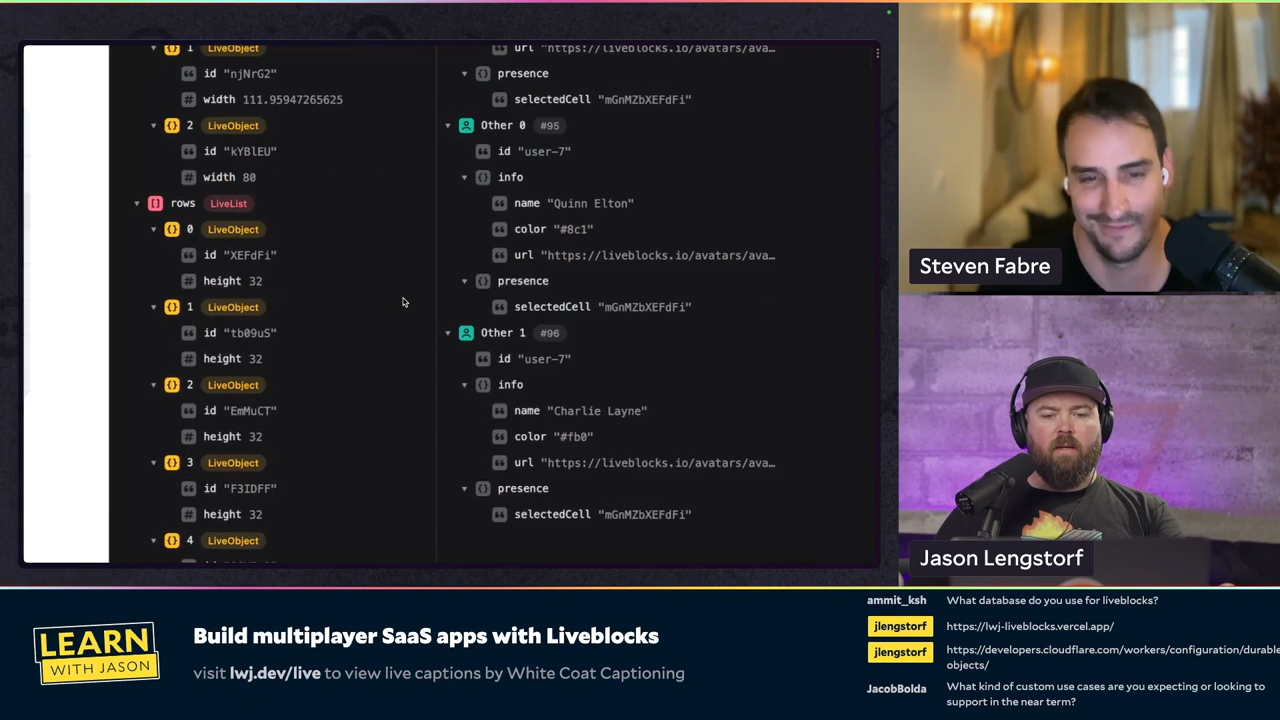 1 LiveObject
id "njNrG2"
width 111.95947265625
2 LiveObject
id "kYBlEU"
width 80
rows LiveList
0 LiveObject
id "XEFdFi"
height 32
1 LiveObject
id "tb09uS"
height 32
2 LiveObject
id "EmMuCT"
height 32
3 LiveObject
id "F3IDFF"
height 32
4 LiveObject
url "https://liveblocks.io/avatars/ava…
presence
selectedCell "mGnMZbXEFdFi"
Other 0 #95
id "user-7"
info
name "Quinn Elton"
color "#8c1"
url "https://liveblocks.io/avatars/ava…
presence
selectedCell "mGnMZbXEFdFi"
Other 1 #96
id "user-7"
info
name "Charlie Layne"
color "#fb0"
url "https://liveblocks.io/avatars/ava…
presence
selectedCell "mGnMZbXEFdFi"
Steven Fabre
Jason Lengstorf
LEARN
WITH JASON
Build multiplayer SaaS apps with Liveblocks
visit lwj.dev/live to view live captions by White Coat Captioning
ammit_ksh What database do you use for liveblocks?
jlengstorf https://lwj-liveblocks.vercel.app/
jlengstorf https://developers.cloudflare.com/workers/configuration/durable
objects/
JacobBolda What kind of custom use cases are you expecting or looking to
support in the near term?